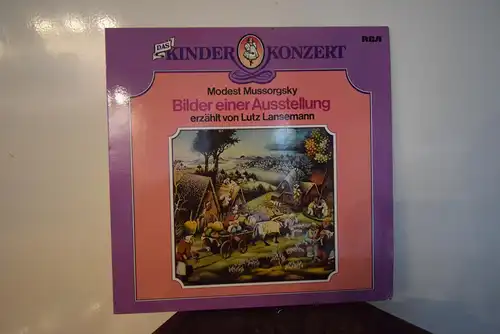 DAS KINDER KONZERT
RCA
Modest Mussorgsky
Bilder einer Ausstellung
erzählt von Lutz Lansemann